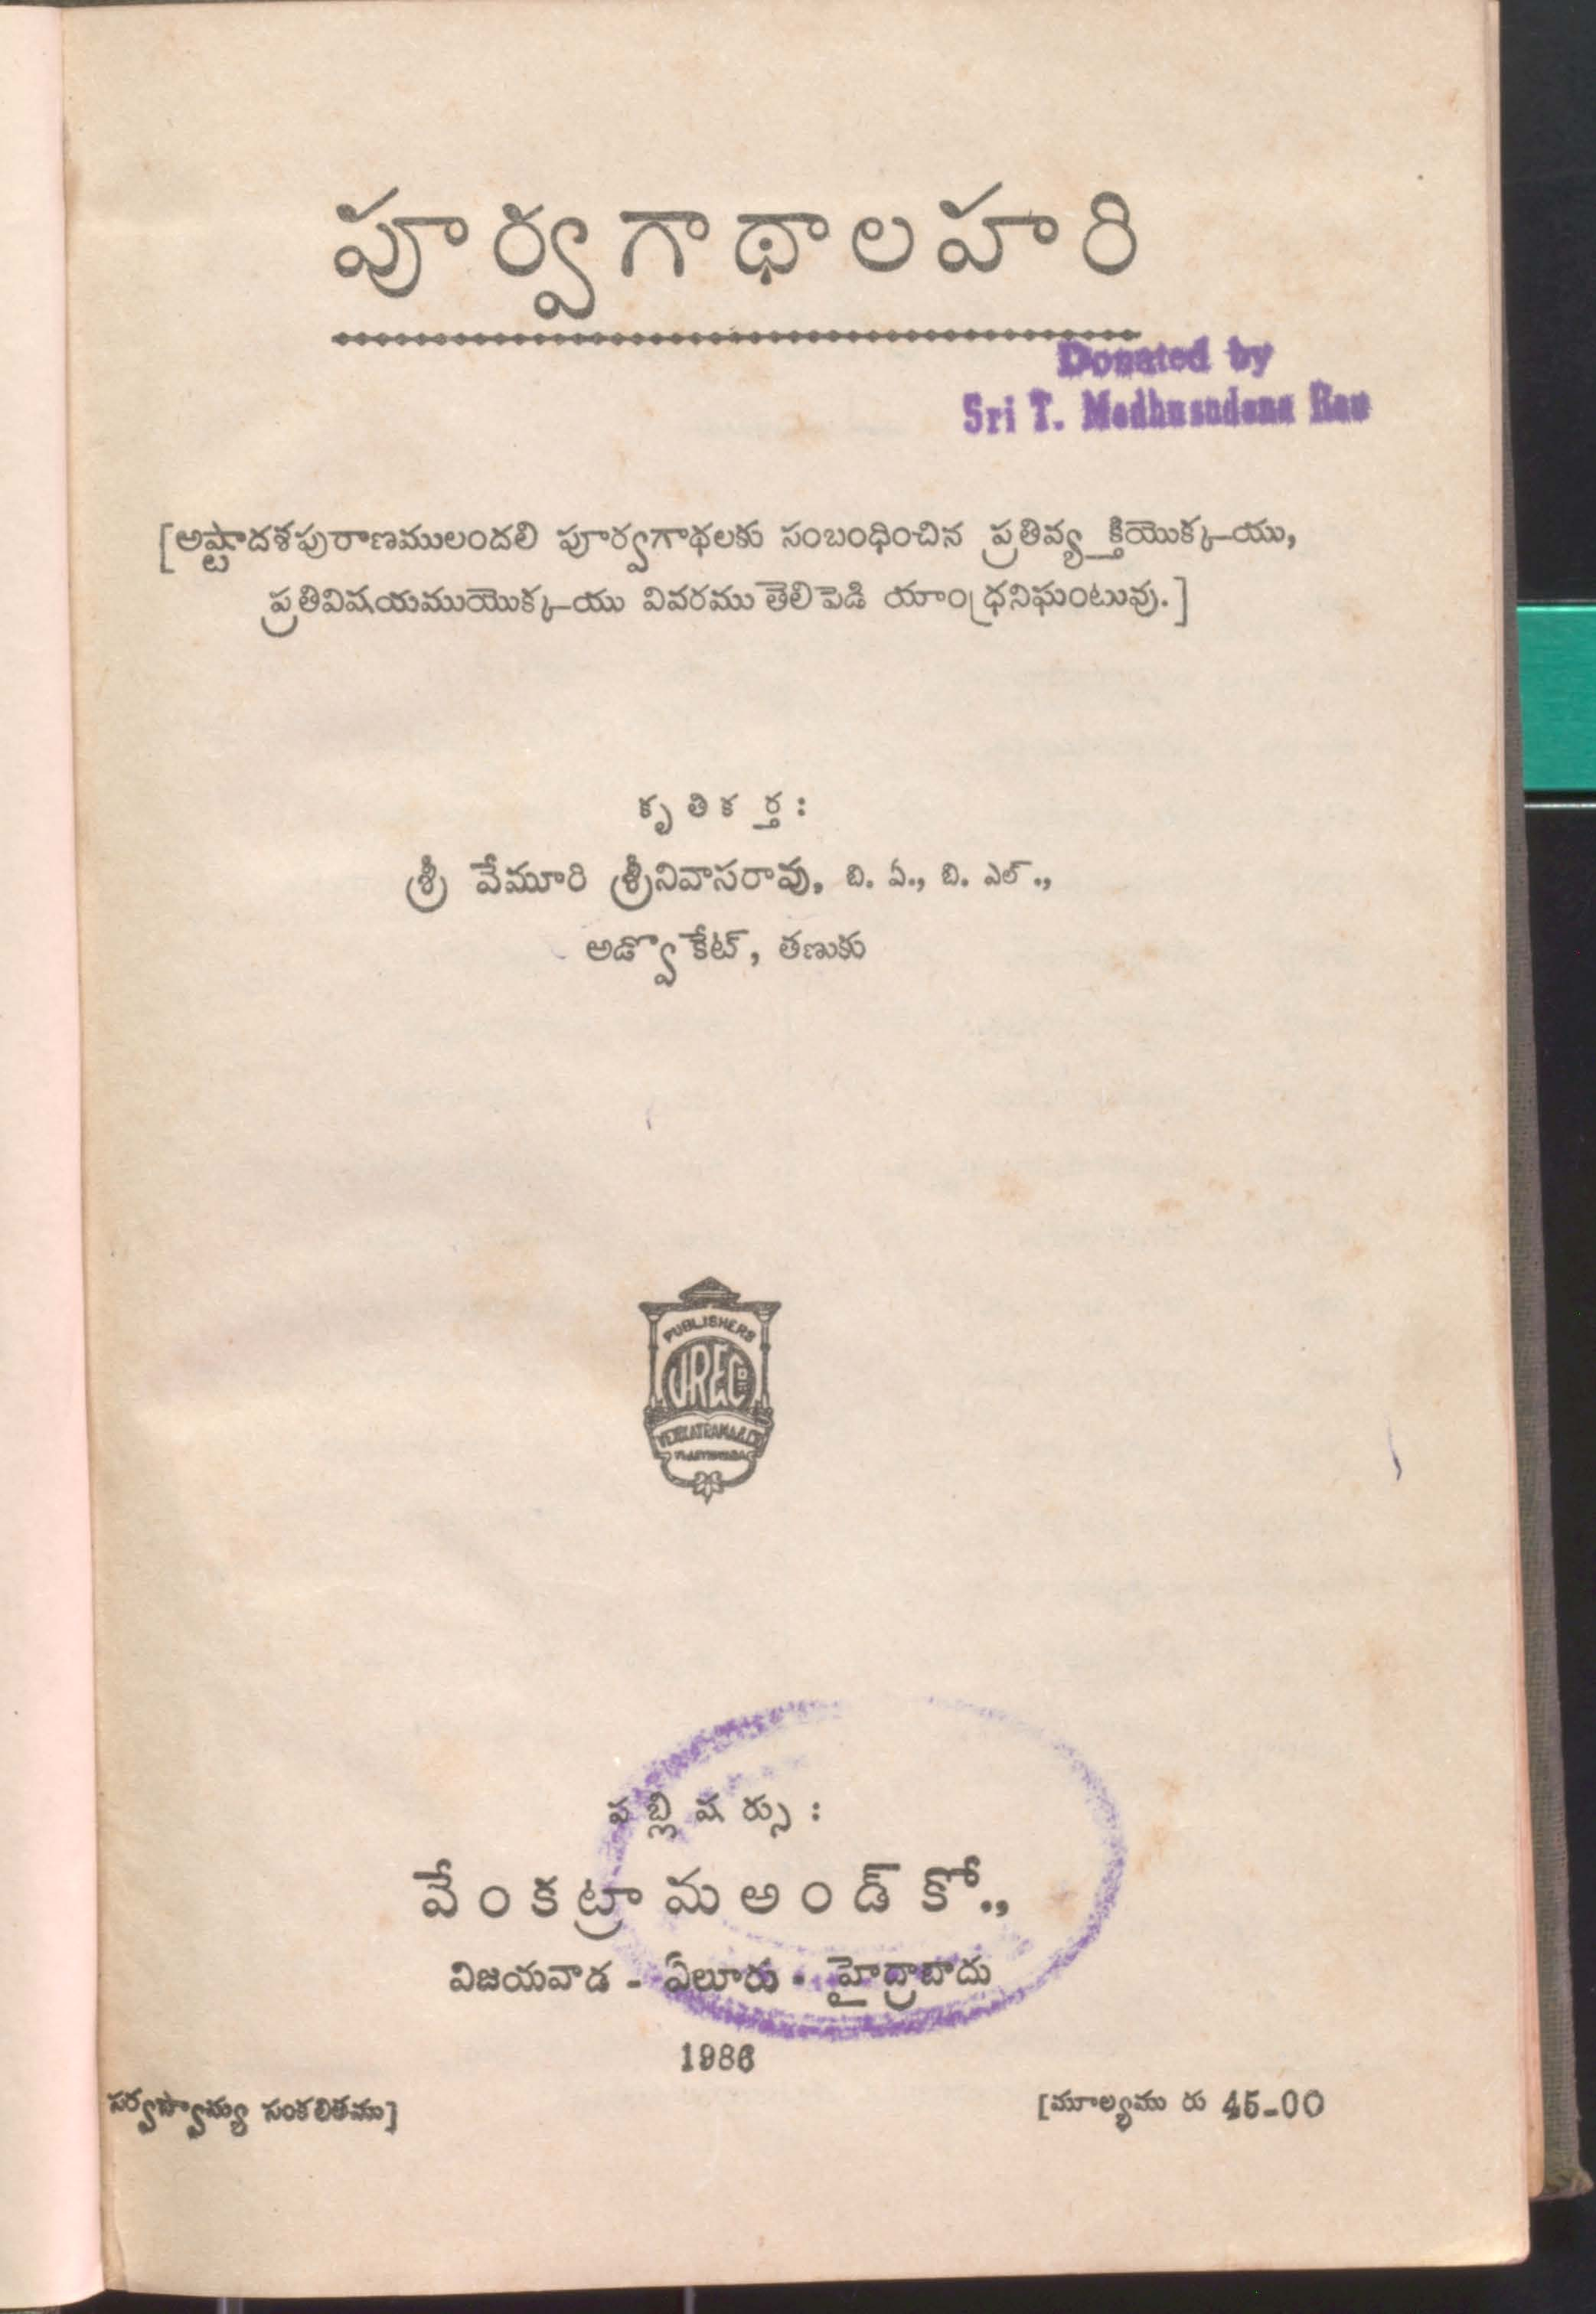 పూర్వగాథాలహరి
Donated by
Sri T. Madhusudana Rao
[అష్టాదశపురాణములందలి పూర్వగాథలకు సంబంధించిన ప్రతివ్యక్తియొక్కయు,
ప్రతివిషయముయొక్కయు వివరము తెలిపెడి యాంధ్రనిఘంటువు.]
కృతికర్త :
శ్రీ వేమూరి శ్రీనివాసరావు, బి. ఏ., బి. ఎల్.,
అడ్వొకేట్, తణుకు
PUBLISHERS
VENKATRAMA & CO
పబ్లిషర్సు :
వేంకట్రామ అండ్ కో.,
విజయవాడ - ఏలూరు - హైద్రాబాదు
1986
సర్వస్వామ్య సంకలితము]
[మూల్యము రు 45-00